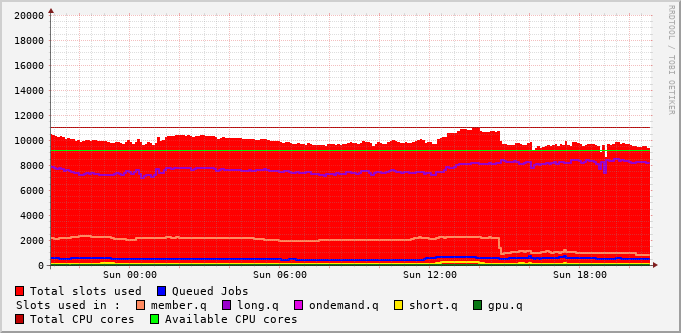 20000
18000
16000
14000
12000
10000
8000
6000
4000
2000
0
Sun 00:00 Sun 06:00 Sun 12:00 Sun 18:00
RRDTOOL / TOBI OETIKER
Total slots used Queued Jobs
Slots used in : member.q long.q ondemand.q short.q gpu.q
Total CPU cores Available CPU cores